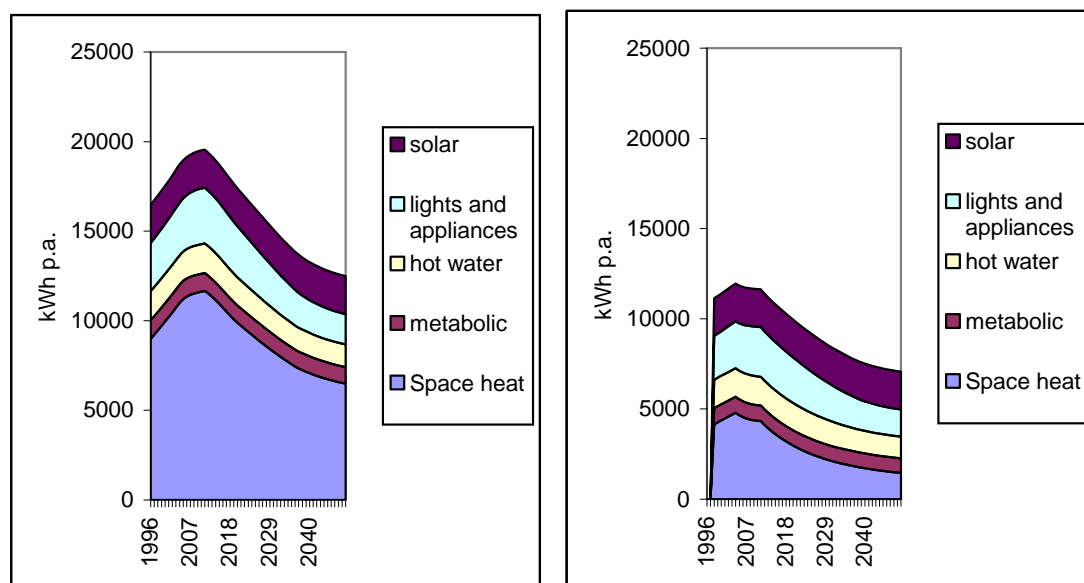 25000
20000
15000
10000
5000
0
kWh p.a.
1996
2007
2018
2029
2040
solar
lights and
appliances
hot water
metabolic
Space heat
25000
20000
15000
10000
5000
0
kWh p.a.
1996
2007
2018
2029
2040
solar
lights and
appliances
hot water
metabolic
Space heat